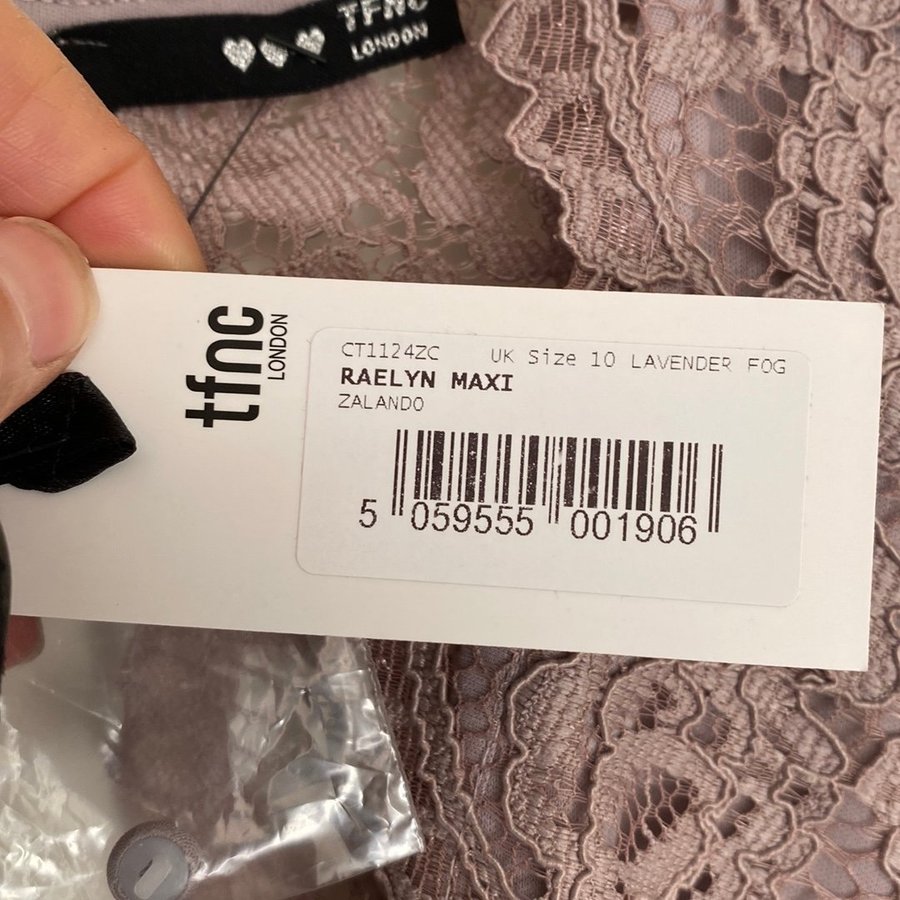 TFNC
LONDON
tfnc
LONDON
CT1124ZC UK Size 10 LAVENDER FOG
RAELYN MAXI
ZALANDO
5 059555 001906